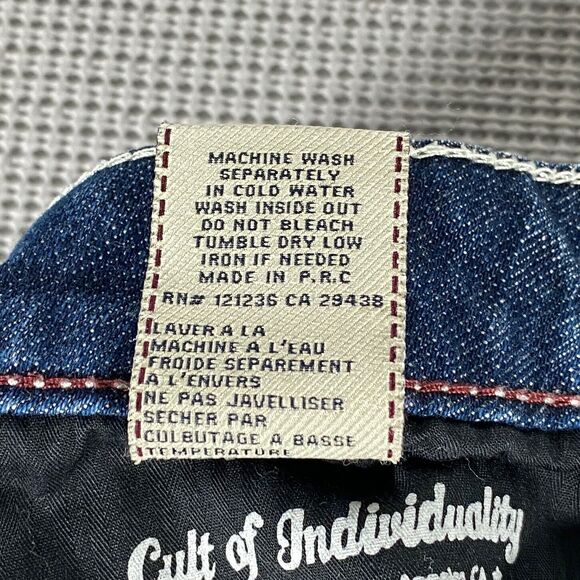 MACHINE WASH
SEPARATELY
IN COLD WATER
WASH INSIDE OUT
DO NOT BLEACH
TUMBLE DRY LOW
IRON IF NEEDED
MADE IN P.R.C
RN# 121236 CA 29438
LAVER A LA
MACHINE A L'EAU
FROIDE SEPAREMENT
A L'ENVERS
NE PAS JAVELLISER
SECHER PAR
CULBUTAGE A BASSE
TEMPERATURE
Cult of Individuality